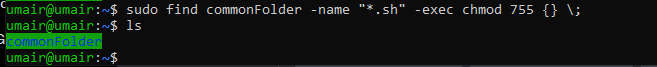 umair@umair:~$ sudo find commonFolder -name "*.sh" -exec chmod 755 {} \;
umair@umair:~$ ls
commonFolder
umair@umair:~$